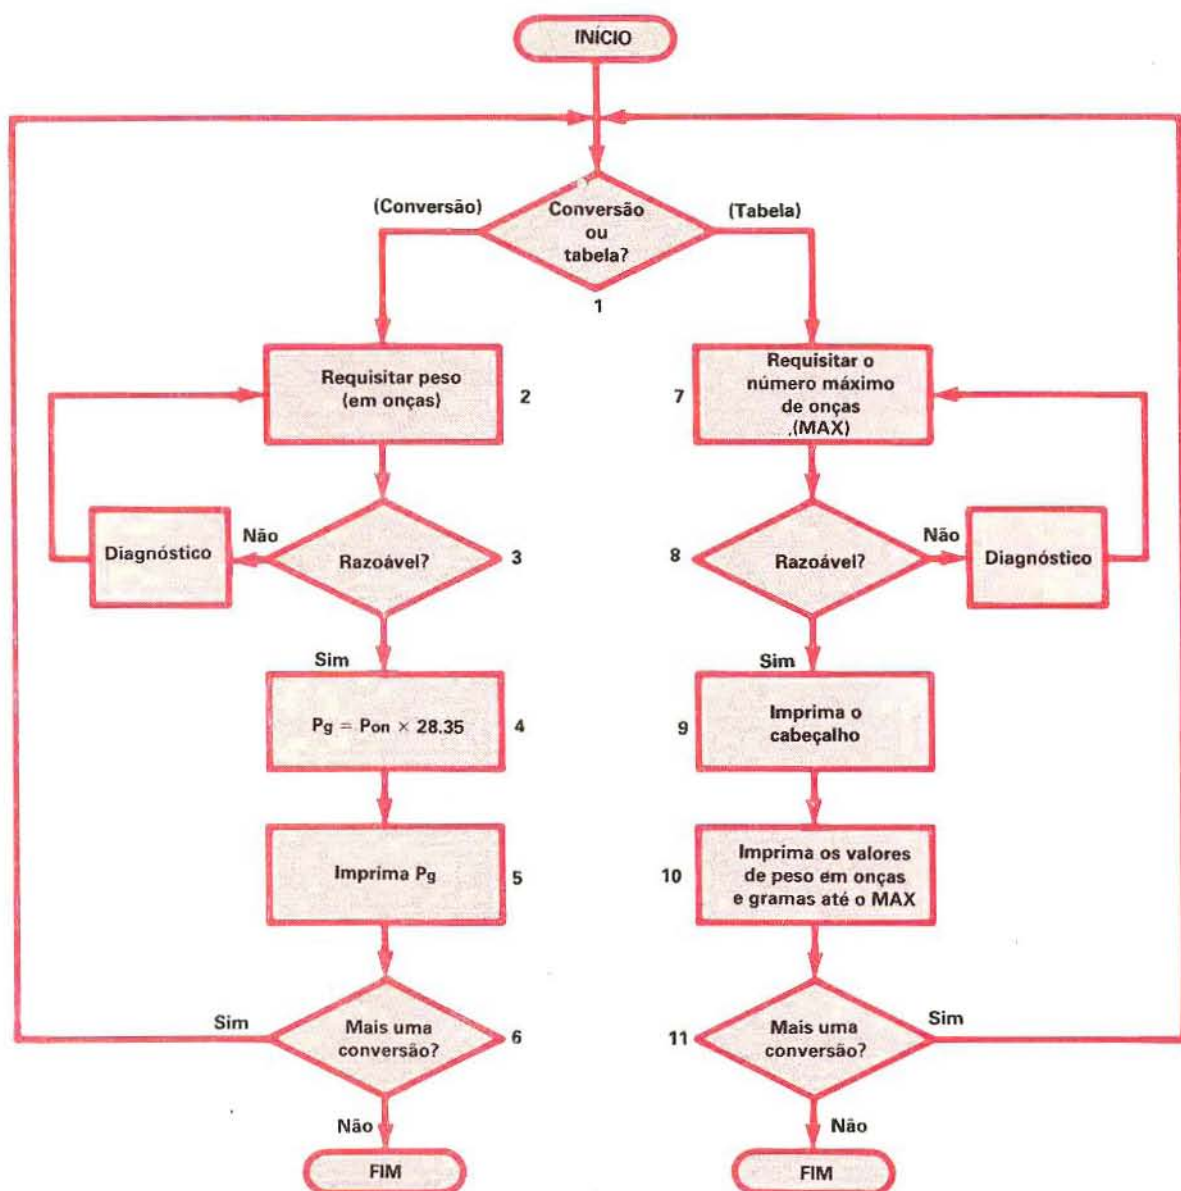 INÍCIO
(Conversão)
Conversão
ou
tabela?
(Tabela)
1
Requisitar peso
(em onças)
2
7
Requisitar o
número máximo
de onças
.(MAX)
Diagnóstico
Não
Razoável?
3
8
Razoável?
Não
Diagnóstico
Sim
Sim
Pg = Pon × 28.35
4
9
Imprima o
cabeçalho
Imprima Pg
5
10
Imprima os valores
de peso em onças
e gramas até o MAX
Sim
Mais uma
conversão?
6
11
Mais uma
conversão?
Sim
Não
Não
FIM
FIM